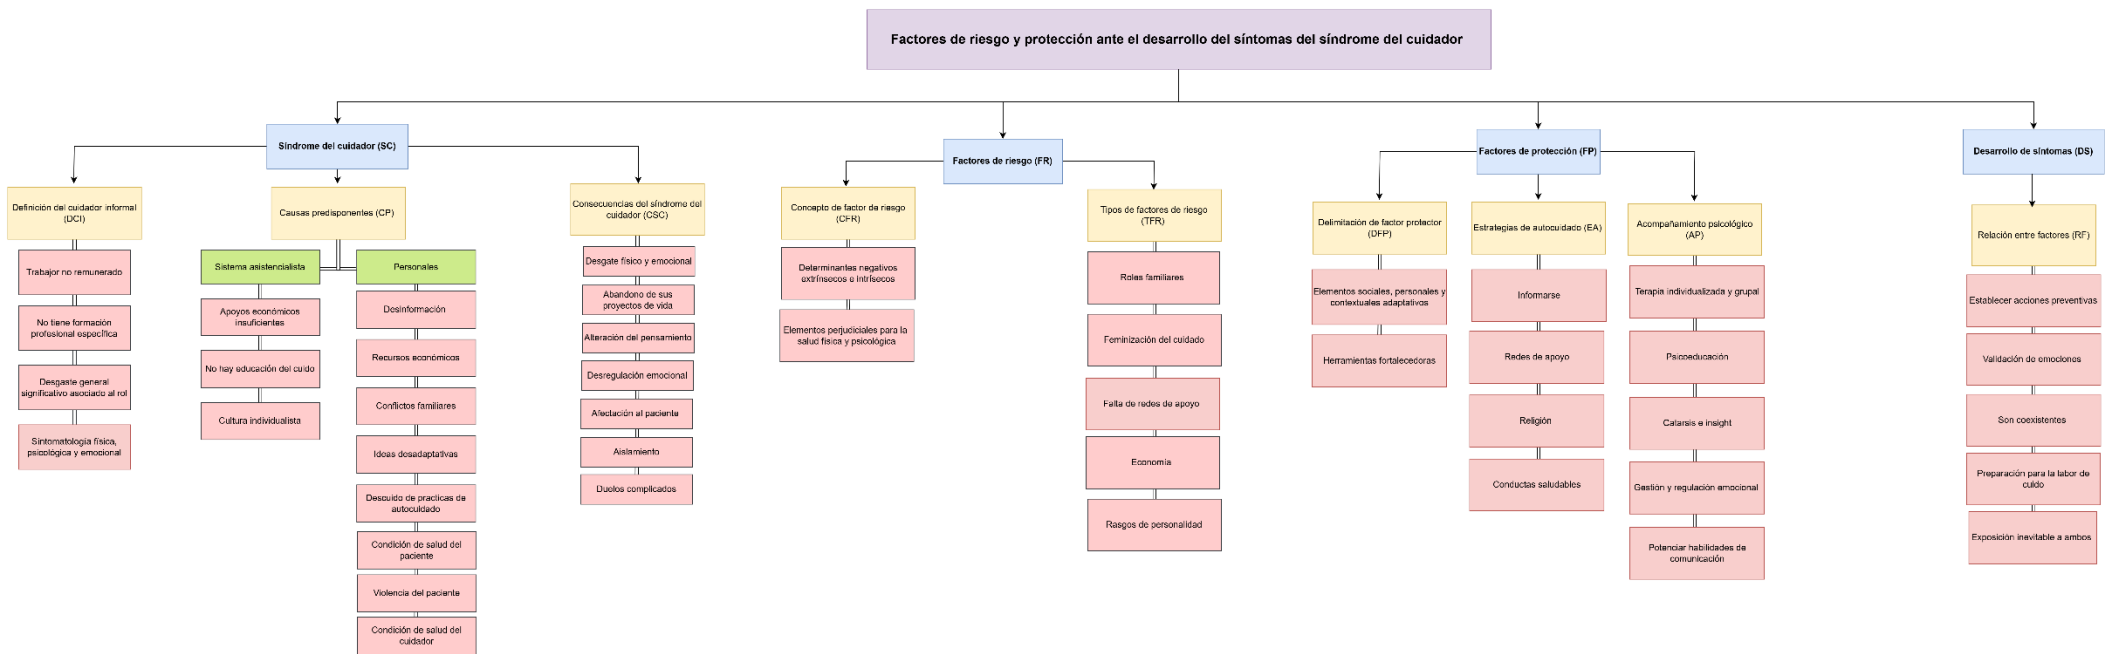 Factores de riesgo y protección ante el desarrollo del síntomas del síndrome del cuidador
Síndrome del cuidador (SC)
Definición del cuidador informal
(DCI)
Trabajor no remunerado
No tiene formación
profesional específica
Desgaste general
significativo asociado al rol
Sintomatología física,
psicológica y emocional
Causas predisponentes (CP)
Sistema asistencialista
Apoyos económicos
insuficientes
No hay educación del cuido
Cultura individualista
Personales
Desinformación
Recursos económicos
Conflictos familiares
Ideas desadaptativas
Descuido de practicas de
autocuidado
Condición de salud del
paciente
Violencia del paciente
Condición de salud del
cuidador
Consecuencias del síndrome del
cuidador (CSC)
Desgate físico y emocional
Abandono de sus
proyectos de vida
Alteración del pensamiento
Desregulación emocional
Afectación al paciente
Aislamiento
Duelos complicados
Factores de riesgo (FR)
Concepto de factor de riesgo
(CFR)
Determinantes negativos
extrínsecos e Intrísecos
Elementos perjudiciales para la
salud física y psicológica
Tipos de factores de riesgo
(TFR)
Roles familiares
Feminización del cuidado
Falta de redes de apoyo
Economía
Rasgos de personalidad
Factores de protección (FP)
Delimitación de factor protector
(DFP)
Elementos sociales, personales y
contextuales adaptativos
Herramientas fortalecedoras
Estrategias de autocuidado (EA)
Informarse
Redes de apoyo
Religión
Conductas saludables
Acompañamiento psicológico
(AP)
Terapia individualizada y grupal
Psicoeducación
Catarsis e insight
Gestión y regulación emocional
Potenciar habilidades de
comunicación
Desarrollo de síntomas (DS)
Relación entre factores (RF)
Establecer acciones preventivas
Validación de emociones
Son coexistentes
Preparación para la labor de
cuido
Exposición inevitable a ambos